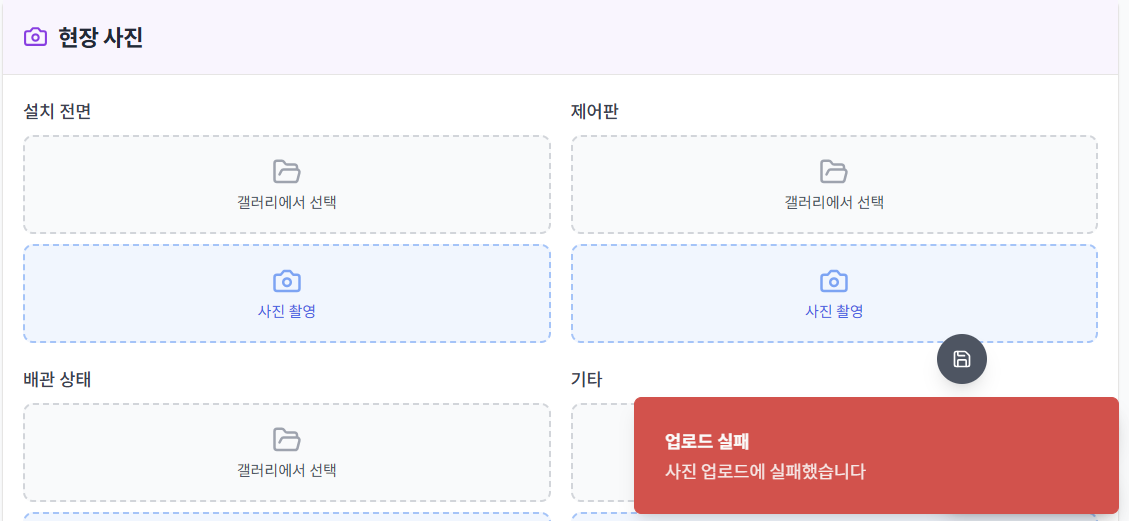 현장 사진
설치 전면
제어판
갤러리에서 선택
갤러리에서 선택
사진 촬영
사진 촬영
배관 상태
기타
갤러리에서 선택
업로드 실패
사진 업로드에 실패했습니다